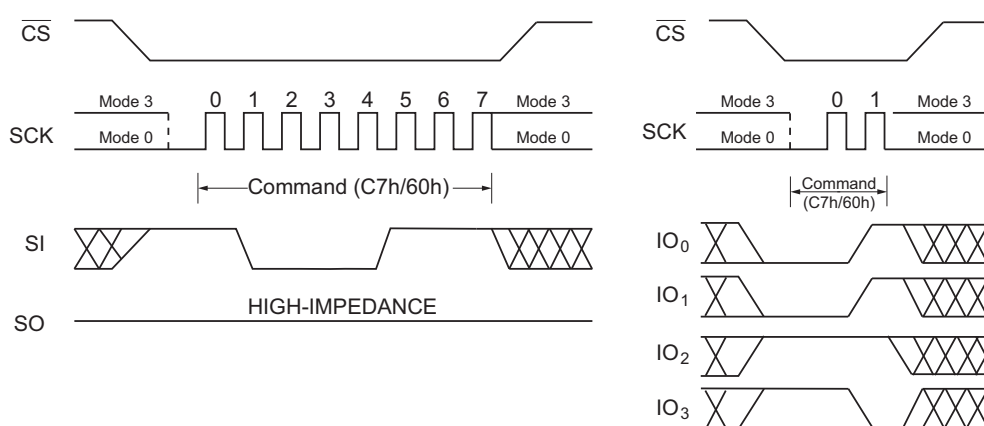 CS
Mode 3 0 1 2 3 4 5 6 7 Mode 3
SCK
Mode 0 Mode 0
Command (C7h/60h)
SI
HIGH-IMPEDANCE
SO
CS
Mode 3 0 1 Mode 3
SCK
Mode 0 Mode 0
Command
(C7h/60h)
IO0
IO1
IO2
IO3